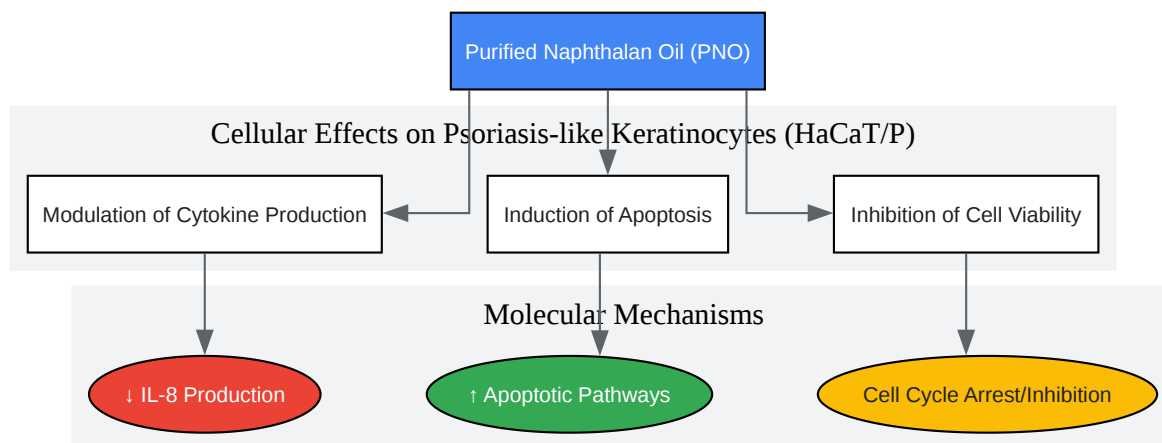 Purified Naphthalan Oil (PNO)
Cellular Effects on Psoriasis-like Keratinocytes (HaCaT/P)
Modulation of Cytokine Production
Induction of Apoptosis
Inhibition of Cell Viability
Molecular Mechanisms
↓ IL-8 Production
↑ Apoptotic Pathways
Cell Cycle Arrest/Inhibition